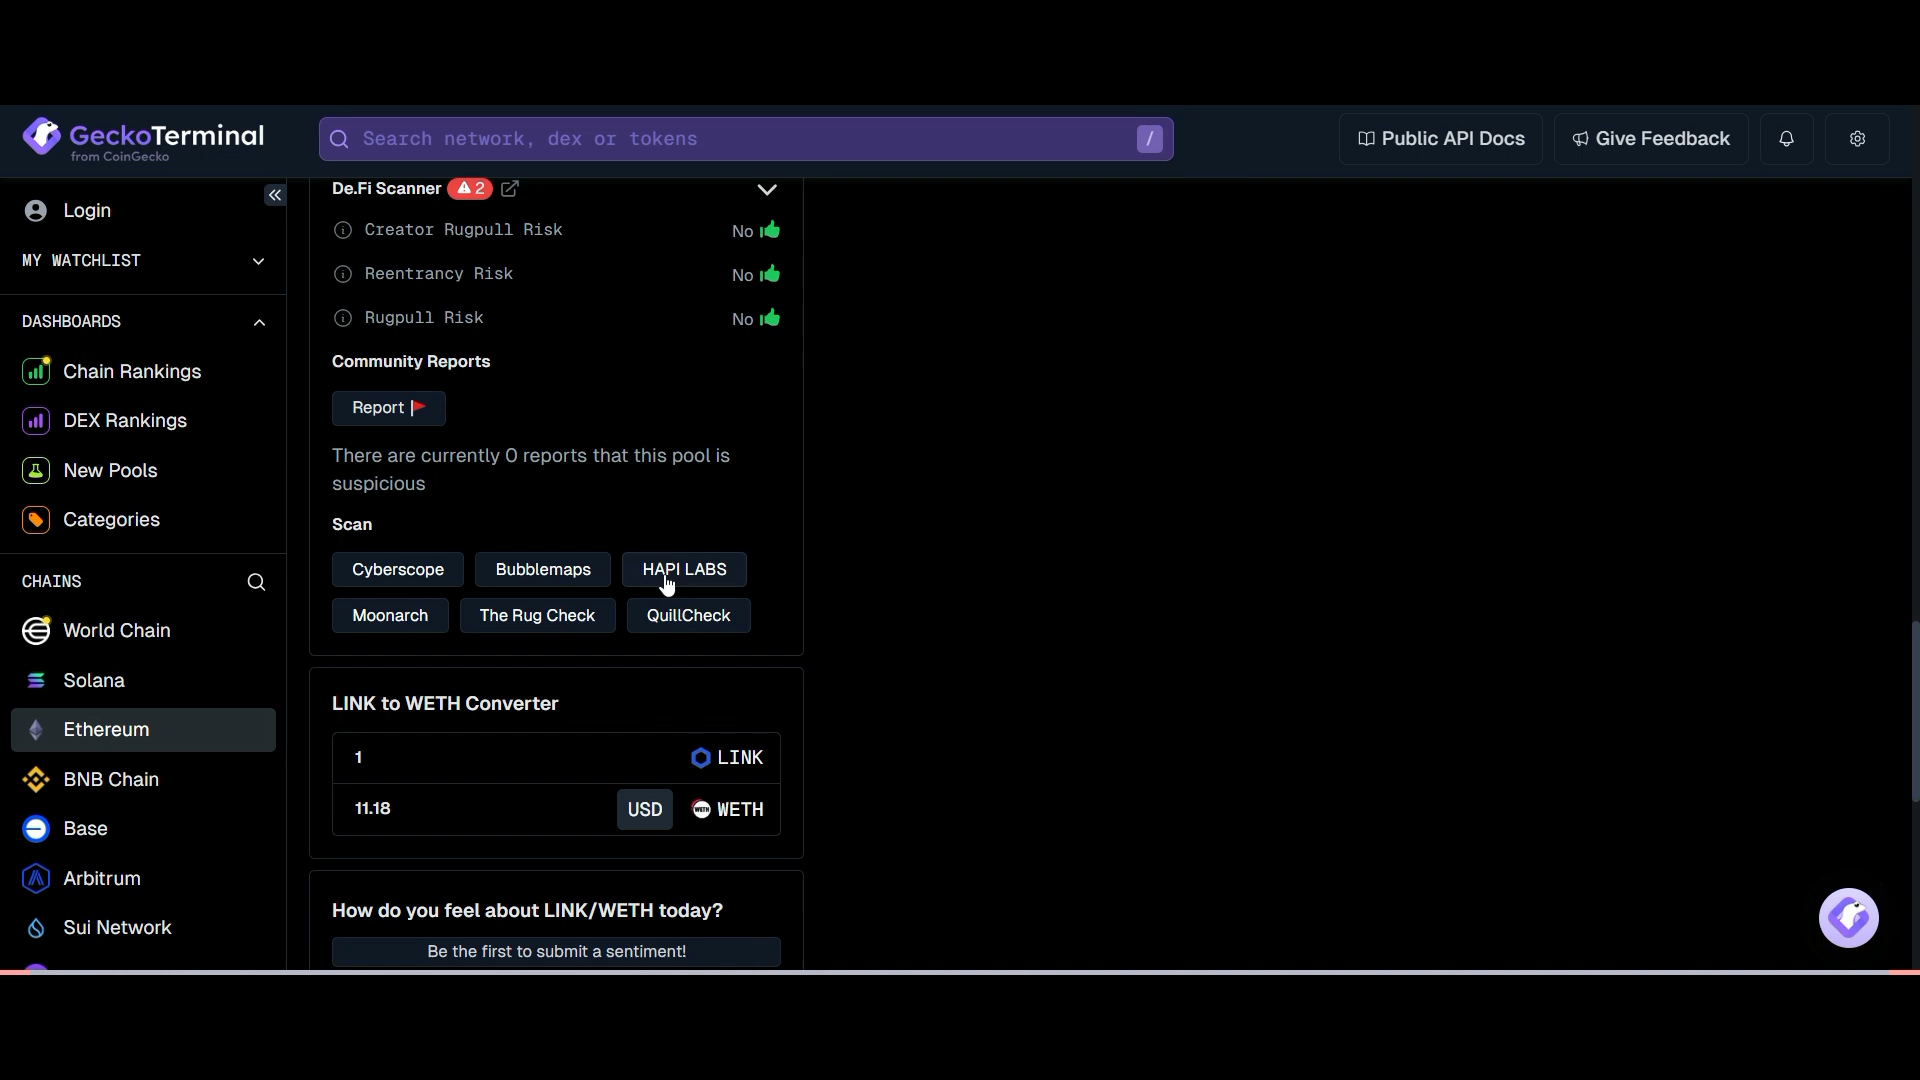 GeckoTerminal
from CoinGecko
Search network, dex or tokens /
Public API Docs
Give Feedback
Login
MY WATCHLIST
DASHBOARDS
Chain Rankings
DEX Rankings
New Pools
Categories
CHAINS
World Chain
Solana
Ethereum
BNB Chain
Base
Arbitrum
Sui Network
De.Fi Scanner 2
Creator Rugpull Risk No
Reentrancy Risk No
Rugpull Risk No
Community Reports
Report
There are currently 0 reports that this pool is
suspicious
Scan
Cyberscope Bubblemaps HAPI LABS
Moonarch The Rug Check QuillCheck
LINK to WETH Converter
1 LINK
11.18 USD WETH
How do you feel about LINK/WETH today?
Be the first to submit a sentiment!